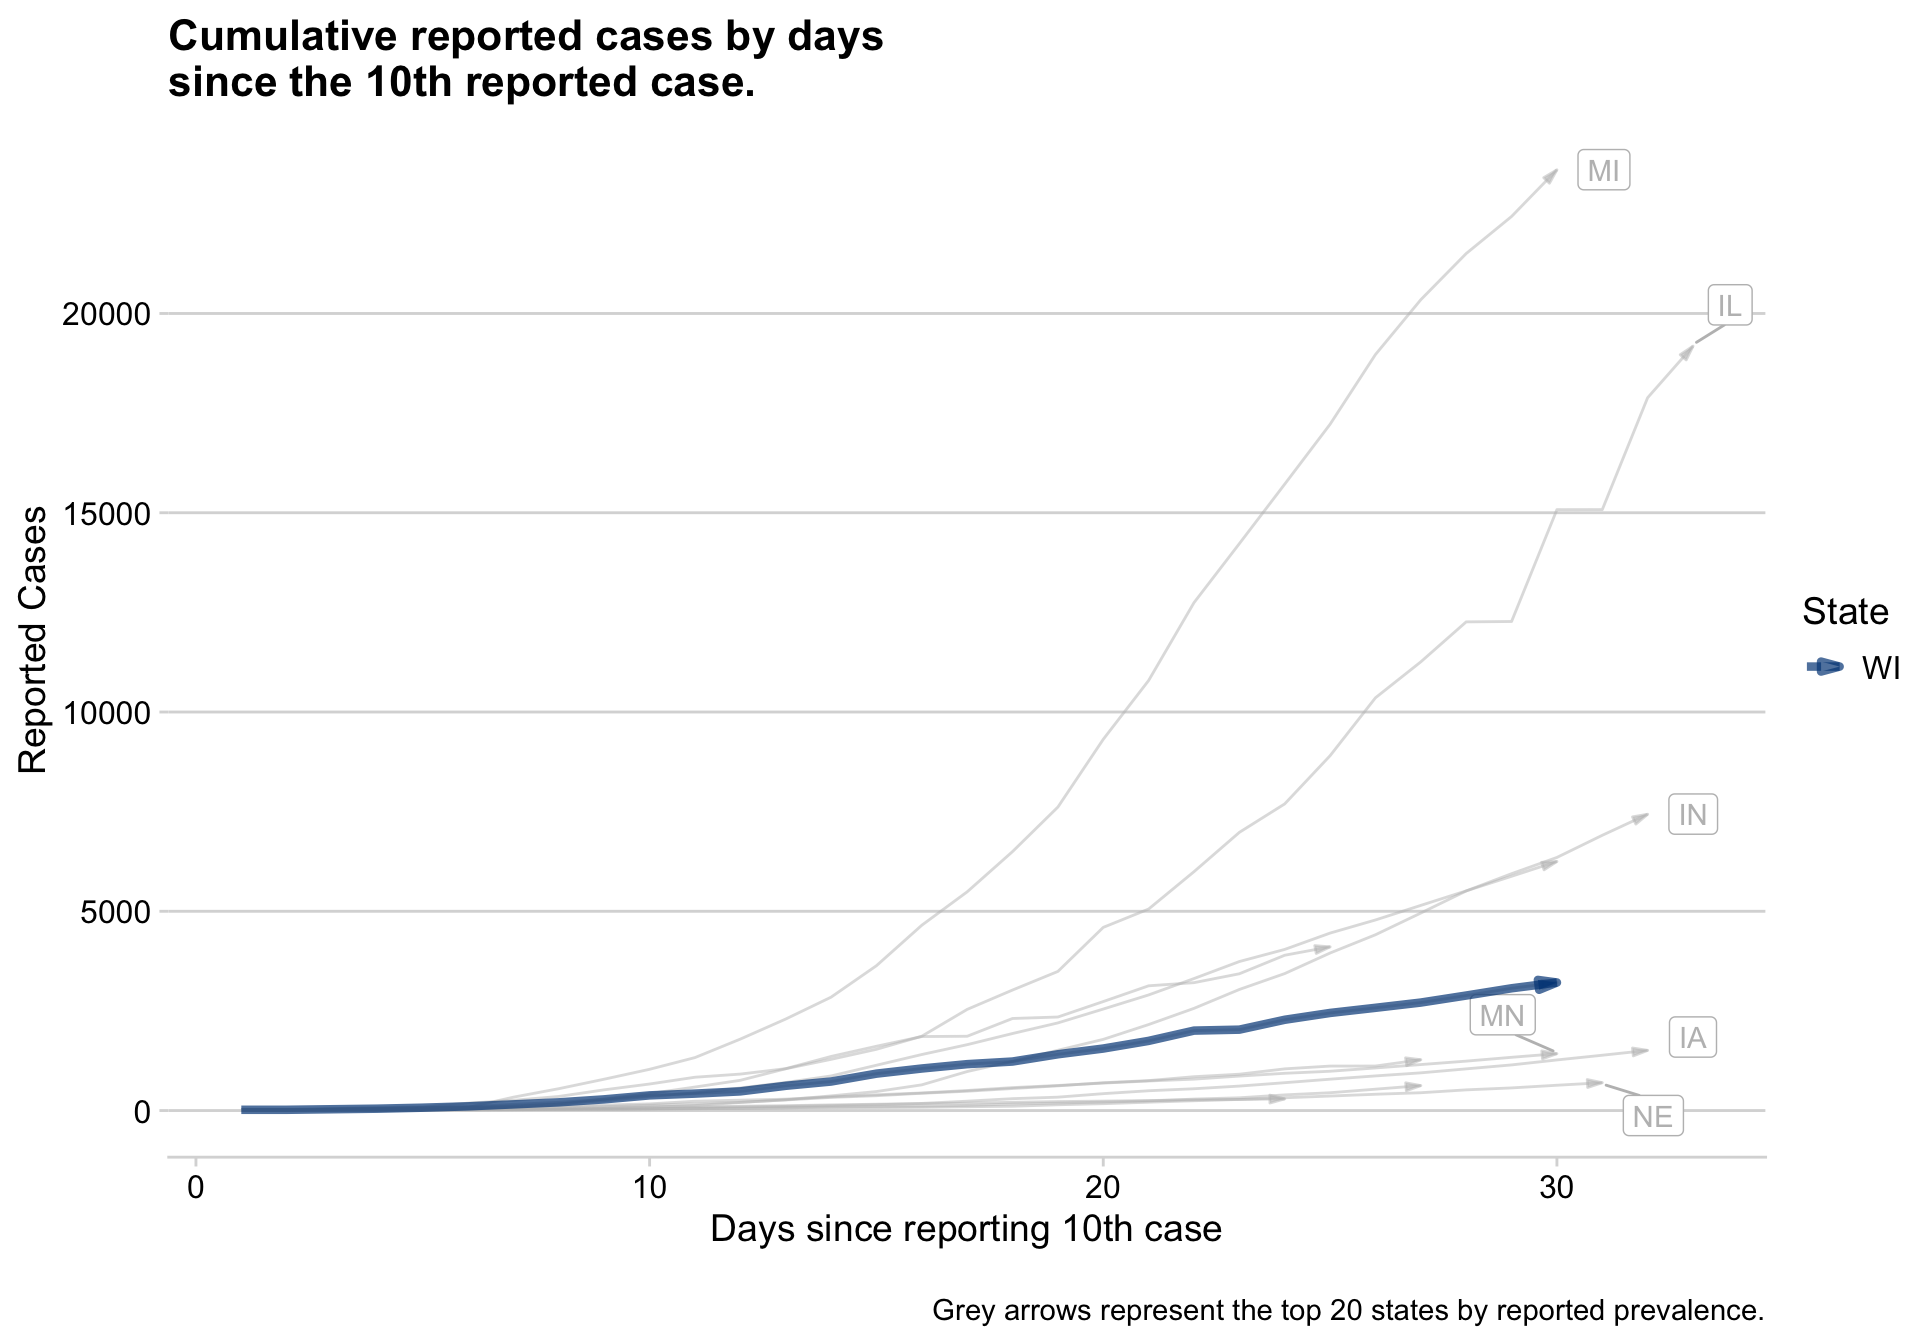 Cumulative reported cases by days
since the 10th reported case.
MI
IL
20000
15000
10000
5000
0
Reported Cases
IN
MN
IA
NE
State
WI
0 10 20 30
Days since reporting 10th case
Grey arrows represent the top 20 states by reported prevalence.